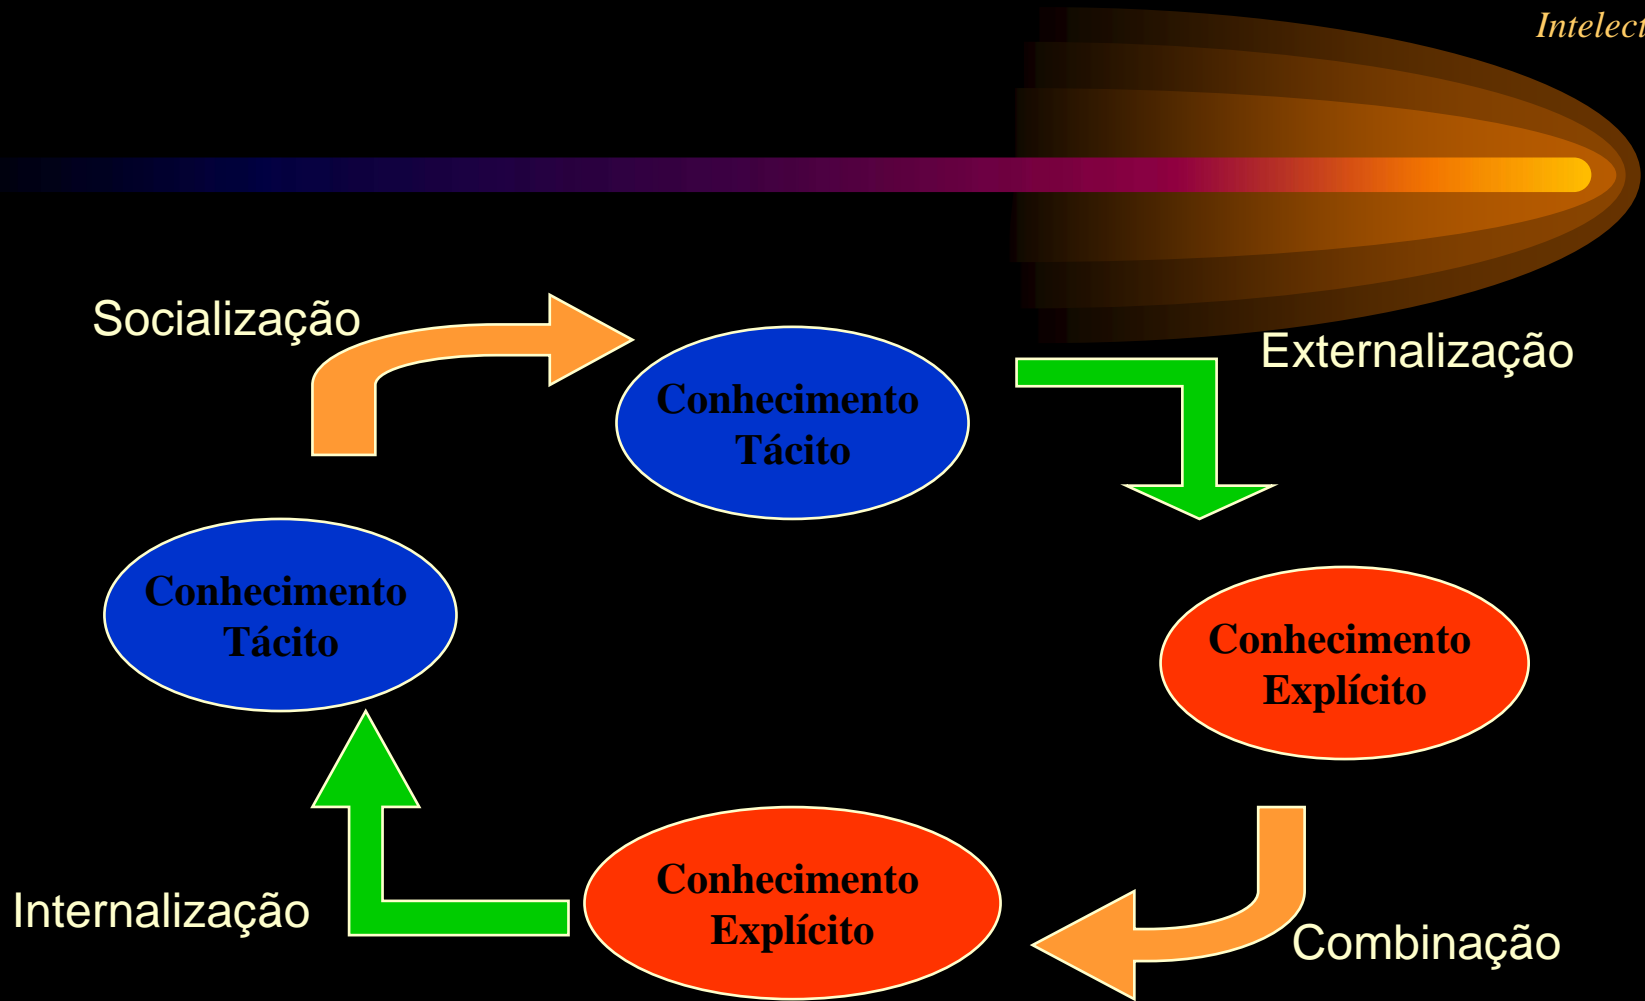 Intelect
Socialização
Externalização
Conhecimento
Tácito
Conhecimento
Tácito
Conhecimento
Explícito
Conhecimento
Explícito
Internalização
Combinação